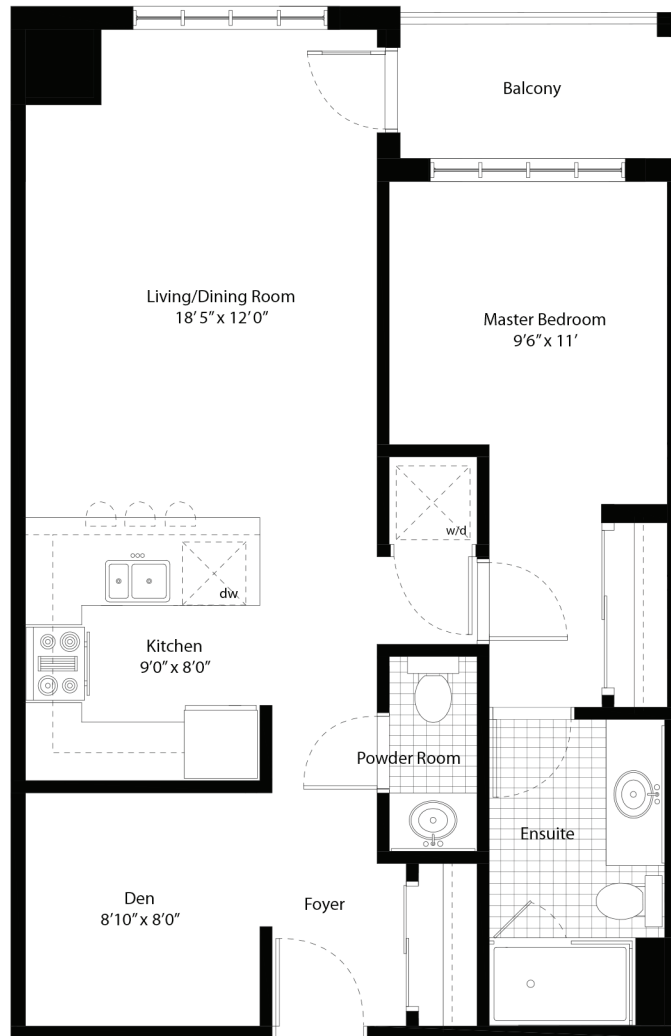 Balcony
Living/Dining Room
18’ 5” x 12’ 0”
Master Bedroom
9’6” x 11’
w/d
dw
Kitchen
9’0” x 8’0”
Powder Room
Ensuite
Den
8’10” x 8’0”
Foyer